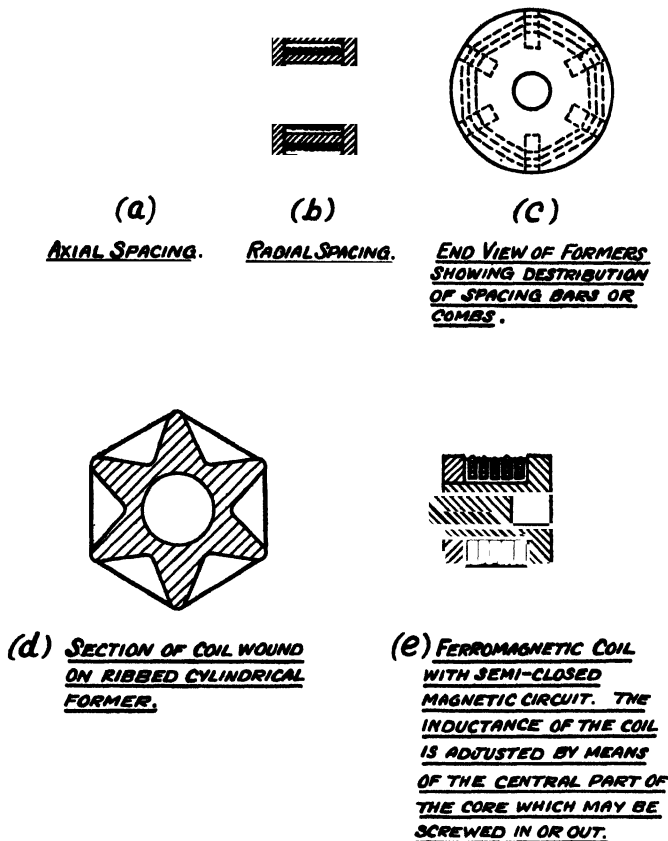 (a)
AXIAL SPACING.
(b)
RADIAL SPACING.
(c)
END VIEW OF FORMERS
SHOWING DESTRIBUTION
OF SPACING BARS OR
COMBS.
(d) SECTION OF COIL WOUND
ON RIBBED CYLINDRICAL
FORMER.
(e) FERROMAGNETIC COIL
WITH SEMI-CLOSED
MAGNETIC CIRCUIT. THE
INDUCTANCE OF THE COIL
IS ADJUSTED BY MEANS
OF THE CENTRAL PART OF
THE CORE WHICH MAY BE
SCREWED IN OR OUT.